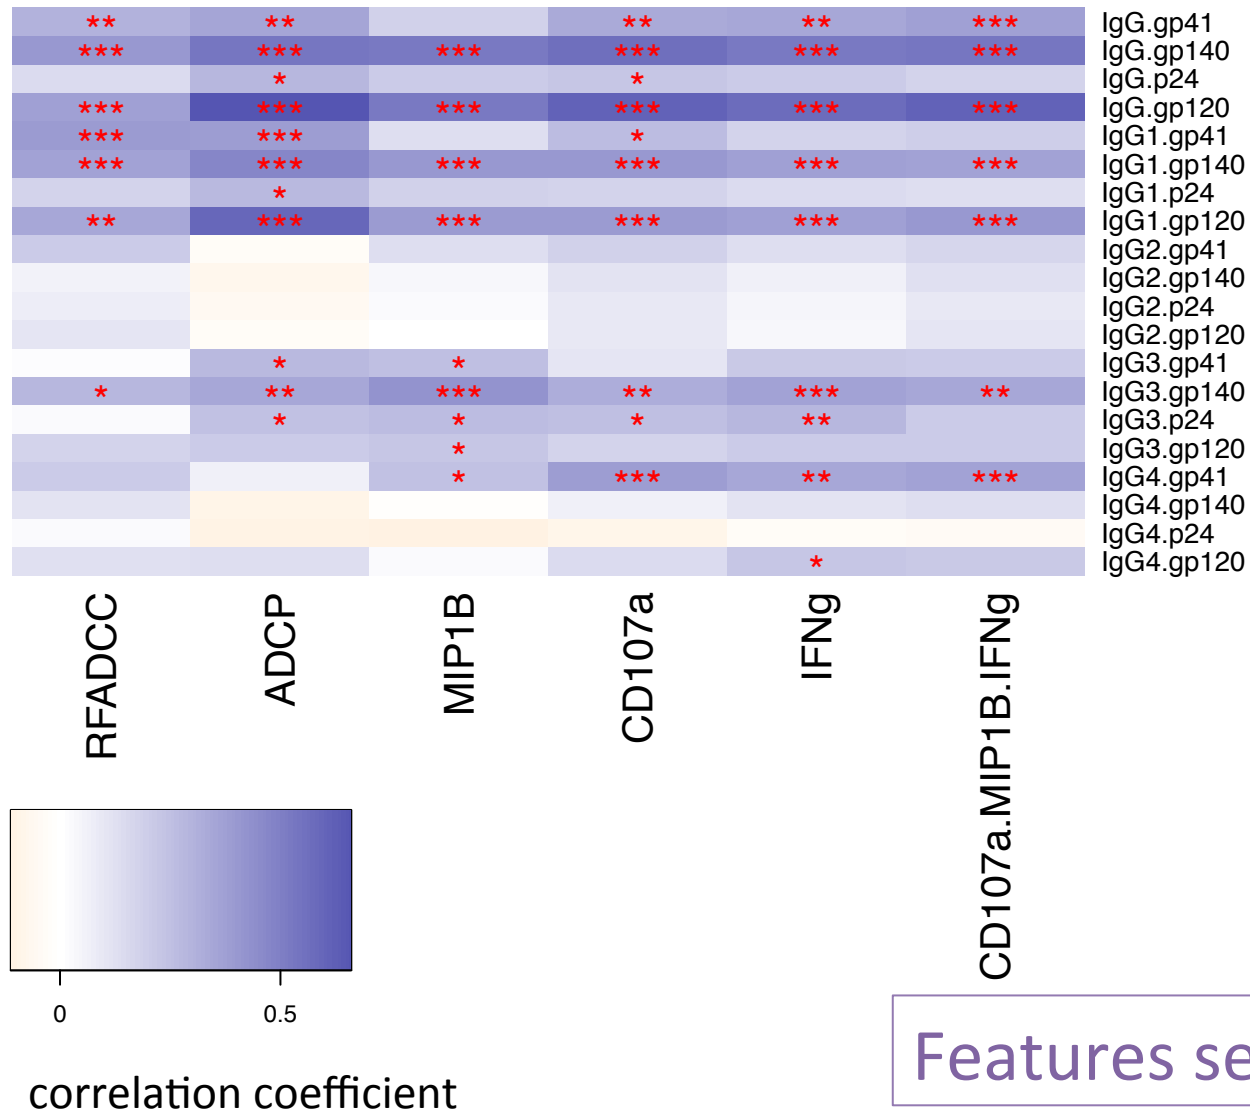 ** ** ** ** *** IgG.gp41
*** *** *** *** *** *** IgG.gp140
* * IgG.p24
*** *** *** *** *** *** IgG.gp120
*** *** * IgG1.gp41
*** *** *** *** *** *** IgG1.gp140
* IgG1.p24
** *** *** *** *** *** IgG1.gp120
IgG2.gp41
IgG2.gp140
IgG2.p24
IgG2.gp120
* * IgG3.gp41
* ** *** ** *** ** IgG3.gp140
* * * ** IgG3.p24
* IgG3.gp120
* *** ** *** IgG4.gp41
IgG4.gp140
IgG4.p24
* IgG4.gp120
RFADCC
ADCP
MIP1B
CD107a
IFNg
CD107a.MIP1B.IFNg
0 0.5
correlation coefficient
Features se